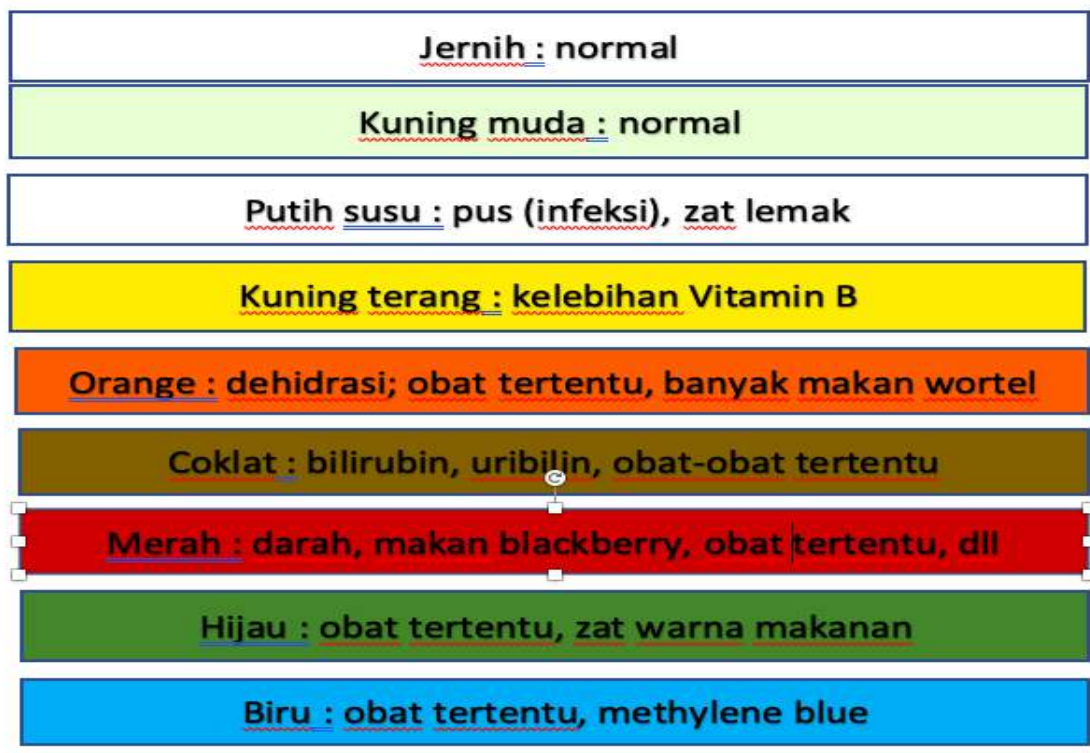 Jernih : normal
Kuning muda : normal
Putih susu : pus (infeksi), zat lemak
Kuning terang : kelebihan Vitamin B
Orange : dehidrasi; obat tertentu, banyak makan wortel
Coklat : bilirubin, uribilin, obat-obat tertentu
Merah : darah, makan blackberry, obat tertentu, dll
Hijau : obat tertentu, zat warna makanan
Biru : obat tertentu, methylene blue